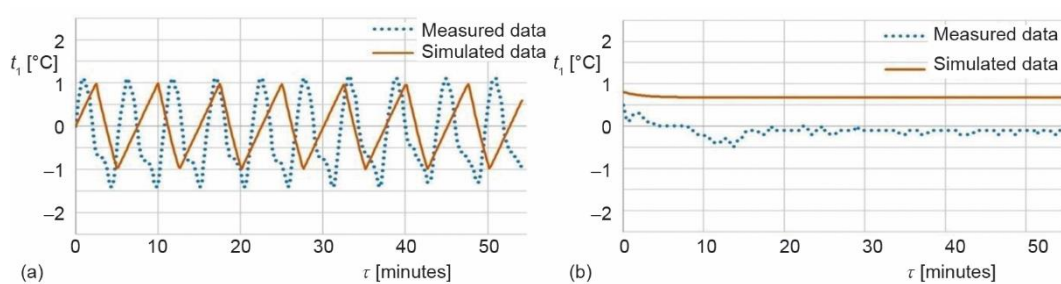 2
Measured data
t₁ [°C]
Simulated data
1
0
–1
–2
0 10 20 30 40 50
(a) τ [minutes]
2
Measured data
t₁ [°C]
Simulated data
1
0
–1
–2
0 10 20 30 40 50
(b) τ [minutes]